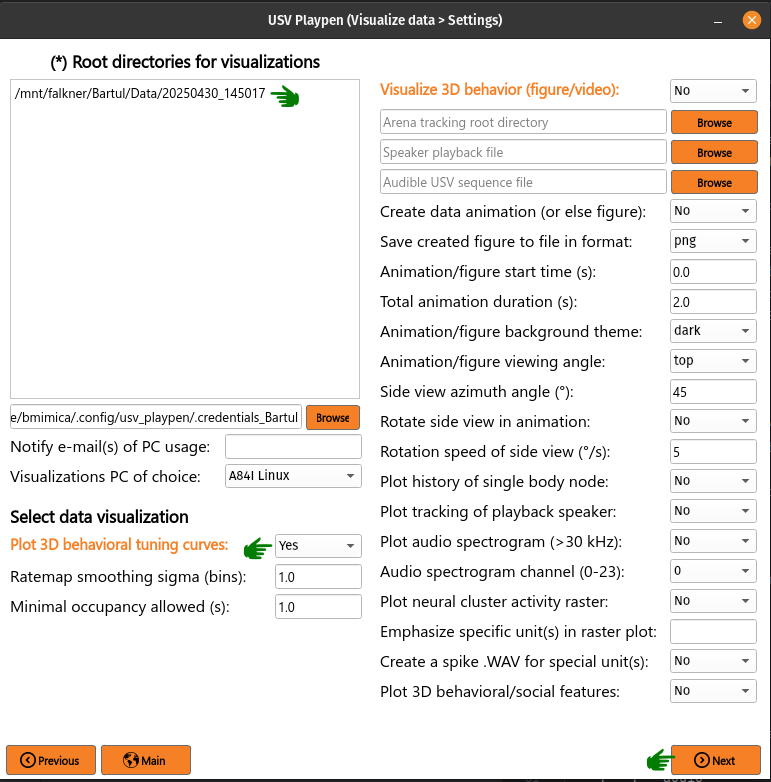 USV Playpen (Visualize data > Settings)
(*) Root directories for visualizations
/mnt/falkner/Bartul/Data/20250430_145017
e/bmimica/.config/usv_playpen/.credentials_Bartul
Browse
Notify e-mail(s) of PC usage:
Visualizations PC of choice:
A84I Linux
Select data visualization
Plot 3D behavioral tuning curves:
Yes
Ratemap smoothing sigma (bins):
1.0
Minimal occupancy allowed (s):
1.0
Visualize 3D behavior (figure/video):
No
Arena tracking root directory
Browse
Speaker playback file
Browse
Audible USV sequence file
Browse
Create data animation (or else figure):
No
Save created figure to file in format:
png
Animation/figure start time (s):
0.0
Total animation duration (s):
2.0
Animation/figure background theme:
dark
Animation/figure viewing angle:
top
Side view azimuth angle (°):
45
Rotate side view in animation:
No
Rotation speed of side view (°/s):
5
Plot history of single body node:
No
Plot tracking of playback speaker:
No
Plot audio spectrogram (>30 kHz):
No
Audio spectrogram channel (0-23):
0
Plot neural cluster activity raster:
No
Emphasize specific unit(s) in raster plot:
Create a spike .WAV for special unit(s):
No
Plot 3D behavioral/social features:
No
Previous
Main
Next